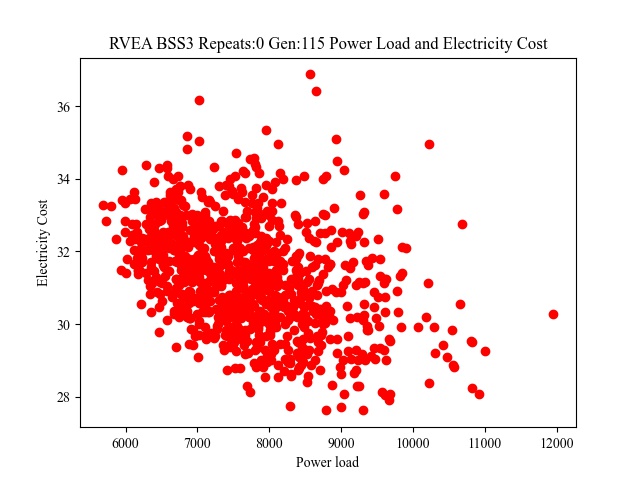 RVEA BSS3 Repeats:0 Gen:115 Power Load and Electricity Cost
36
34
32
30
28
Electricity Cost
6000 7000 8000 9000 10000 11000 12000
Power load